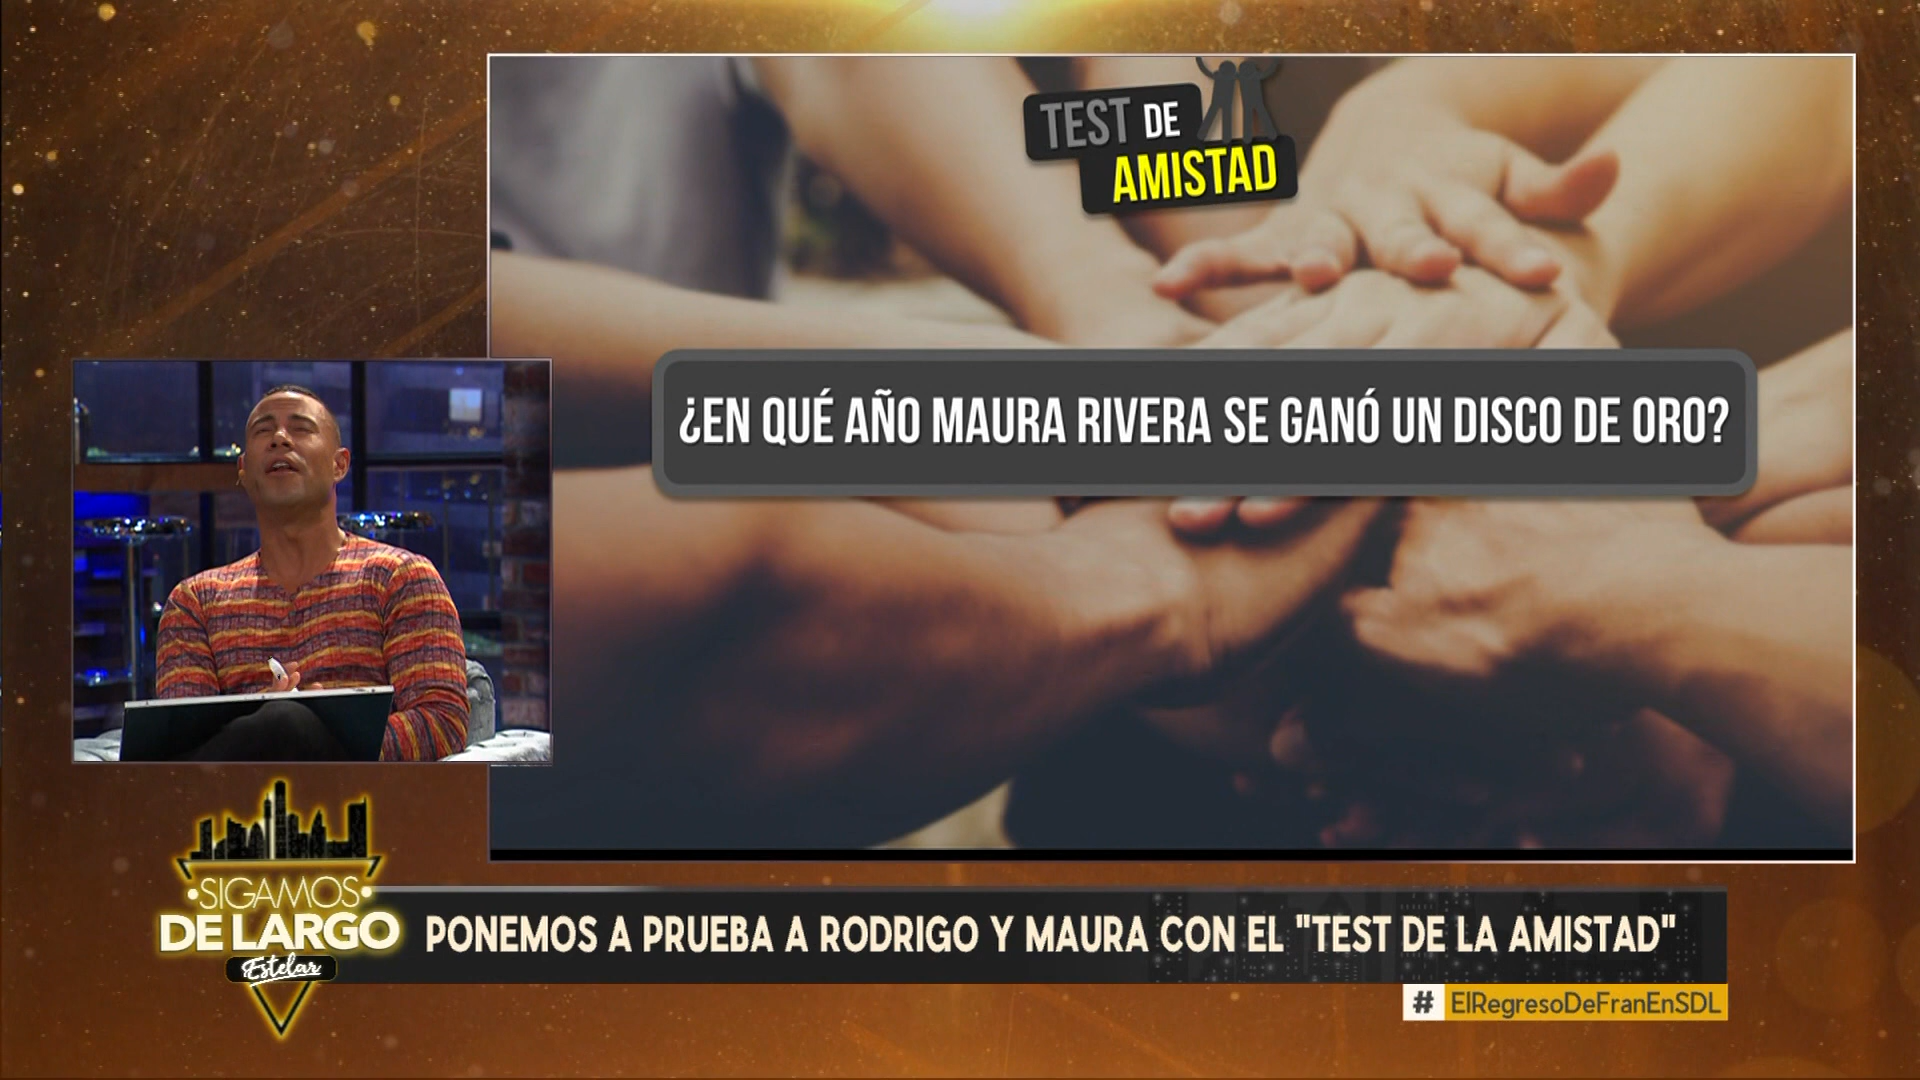 TEST DE
AMISTAD
¿EN QUÉ AÑO MAURA RIVERA SE GANÓ UN DISCO DE ORO?
SIGAMOS
DE LARGO
Estelar
PONEMOS A PRUEBA A RODRIGO Y MAURA CON EL "TEST DE LA AMISTAD"
# ElRegresoDeFranEnSDL